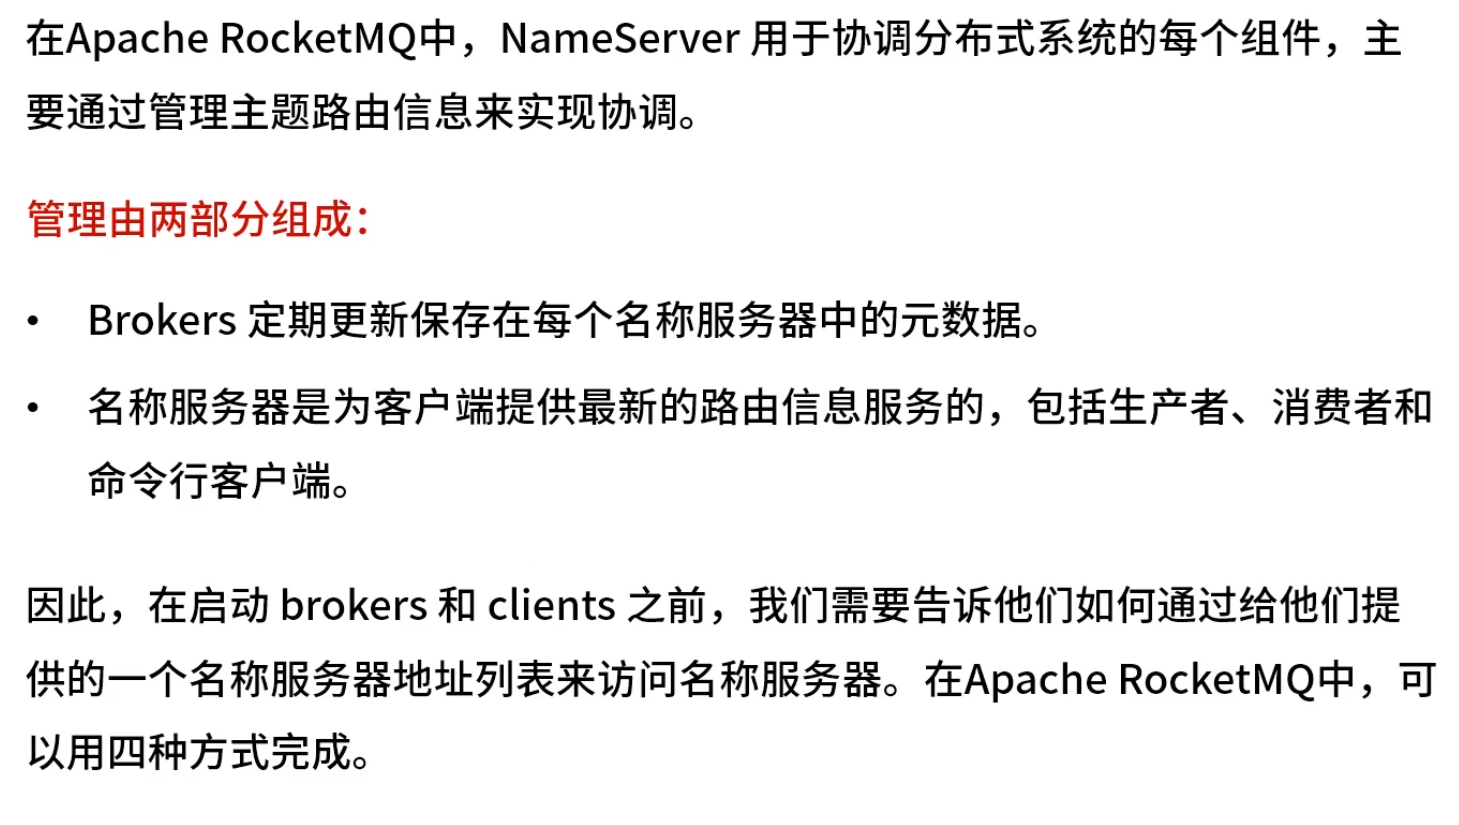 在Apache RocketMQ中，NameServer 用于协调分布式系统的每个组件，主
要通过管理主题路由信息来实现协调。
管理由两部分组成：
• Brokers 定期更新保存在每个名称服务器中的元数据。
• 名称服务器是为客户端提供最新的路由信息服务的，包括生产者、消费者和
命令行客户端。
因此，在启动 brokers 和 clients 之前，我们需要告诉他们如何通过给他们提
供的一个名称服务器地址列表来访问名称服务器。在Apache RocketMQ中，可
以用四种方式完成。